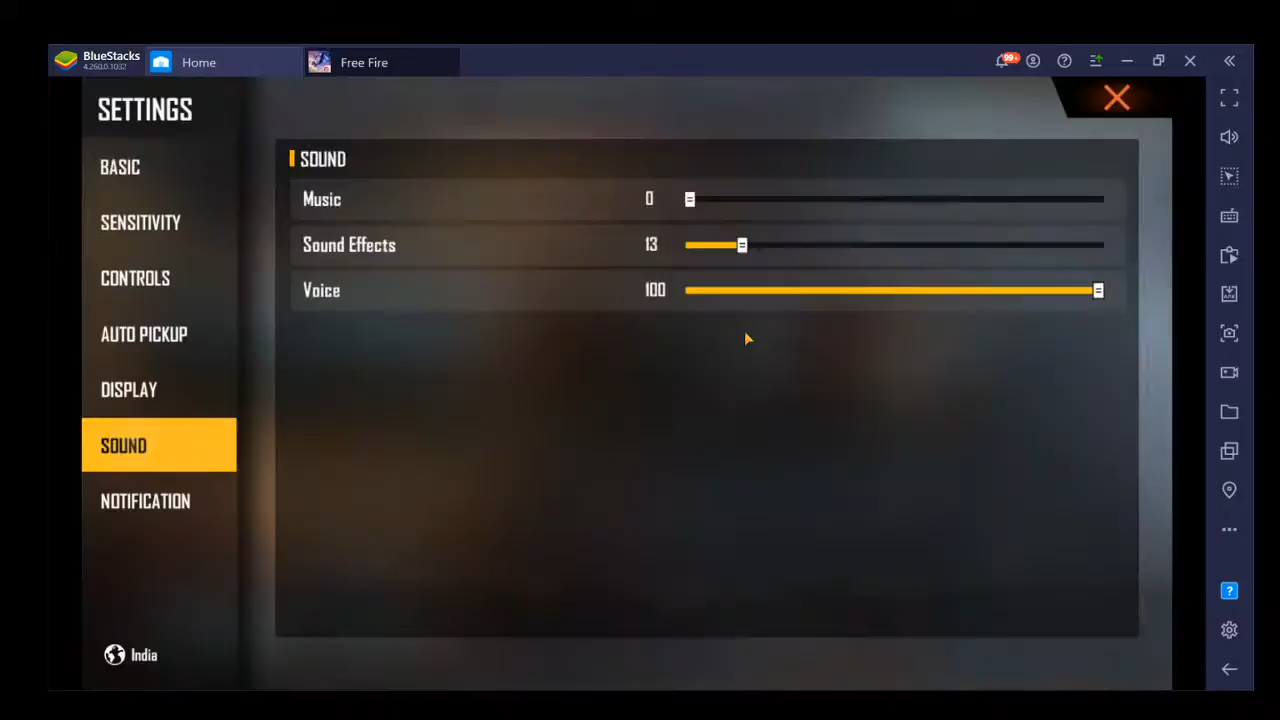 BlueStacks
4.260.0.1032
Home
Free Fire
99+
SETTINGS
BASIC
SENSITIVITY
CONTROLS
AUTO PICKUP
DISPLAY
SOUND
NOTIFICATION
India
SOUND
Music 0
Sound Effects 13
Voice 100
APK
?